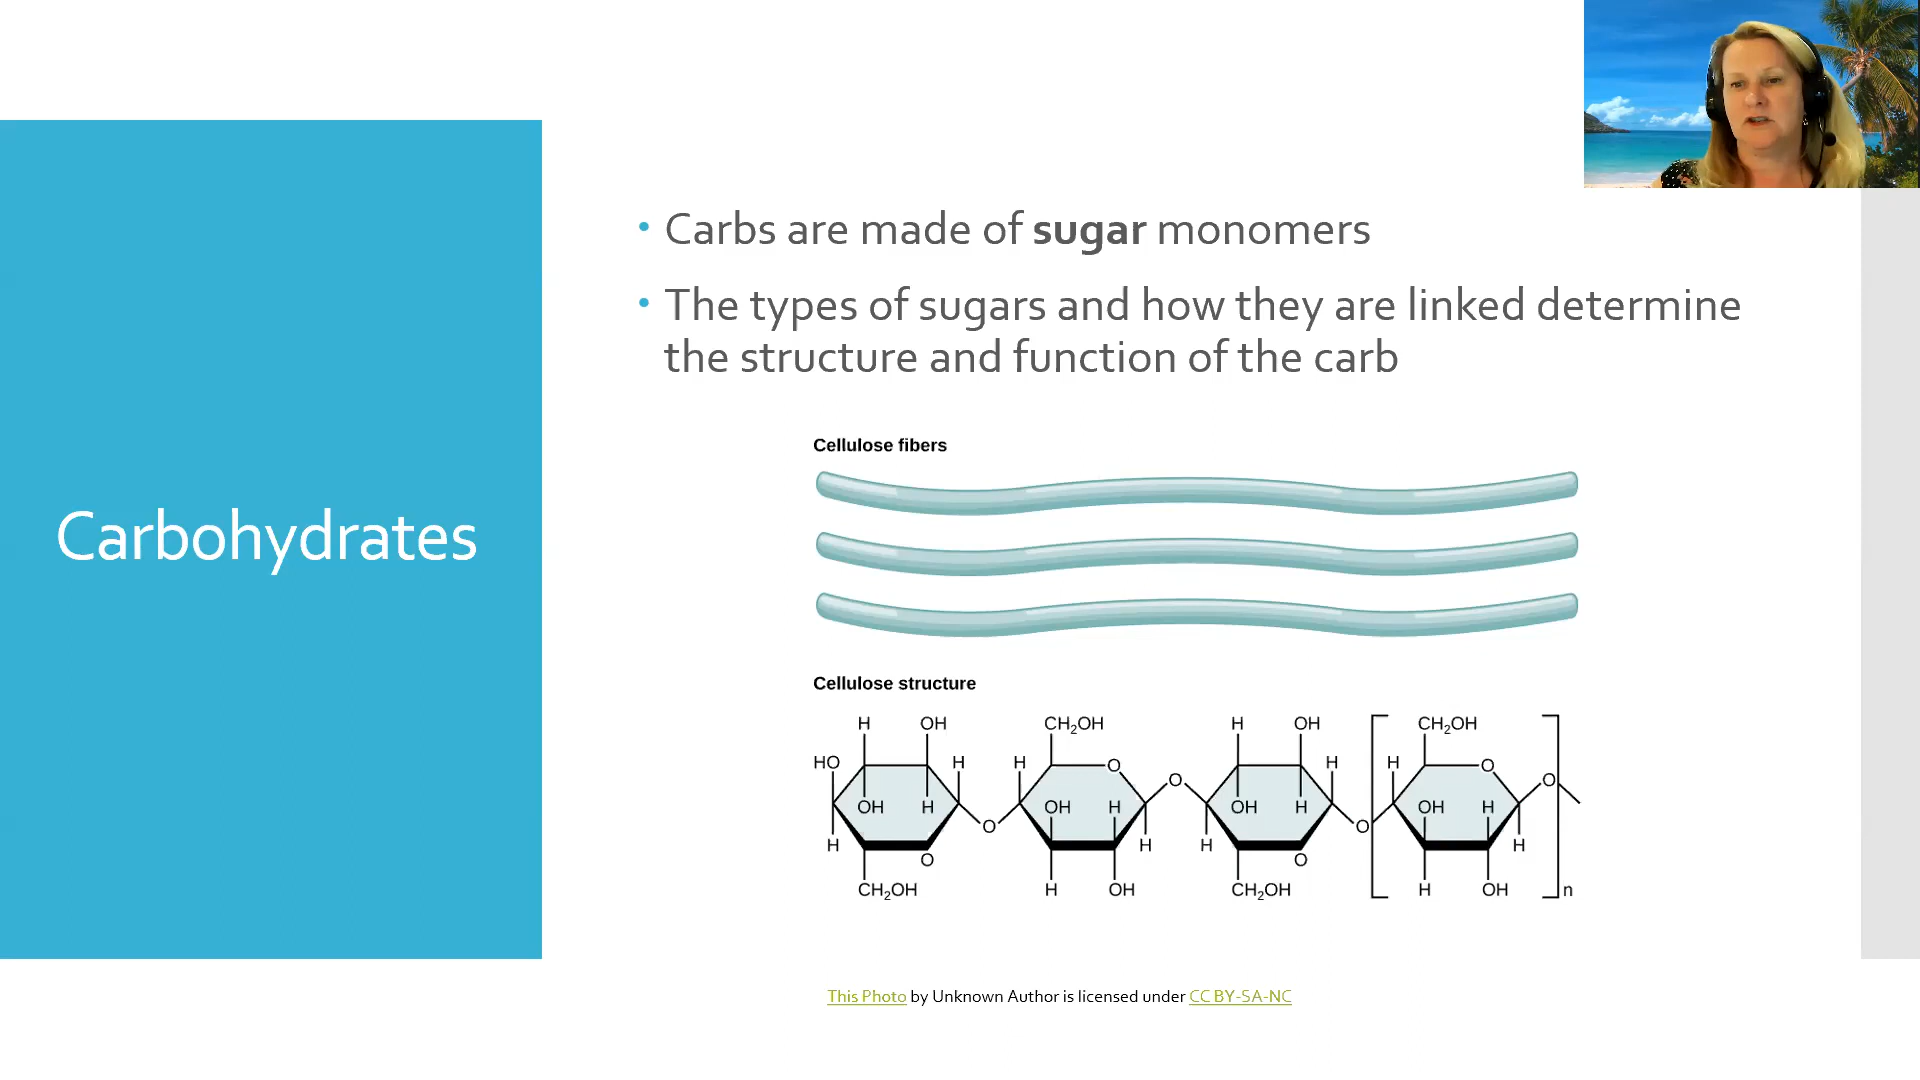 Carbohydrates
• Carbs are made of sugar monomers
• The types of sugars and how they are linked determine
the structure and function of the carb
Cellulose fibers
Cellulose structure
H OH CH₂OH H OH CH₂OH
HO H H O O H H O O
OH H OH H O OH H OH H
H O H H O H
O O
CH₂OH H OH CH₂OH H OH n
This Photo by Unknown Author is licensed under CC BY-SA-NC